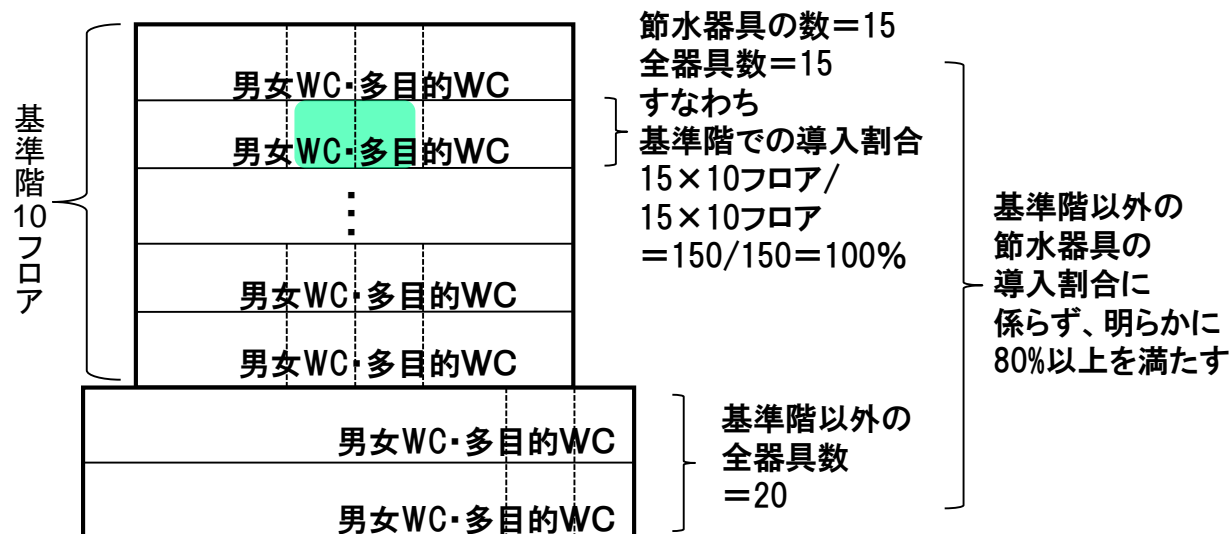 基準階10フロア
男女WC・多目的WC
男女WC・多目的WC
⋮
男女WC・多目的WC
男女WC・多目的WC
男女WC・多目的WC
男女WC・多目的WC
節水器具の数=15
全器具数=15
すなわち
基準階での導入割合
15×10フロア/
15×10フロア
=150/150=100%
基準階以外の
全器具数
=20
基準階以外の
節水器具の
導入割合に
係らず、明らかに
80%以上を満たす